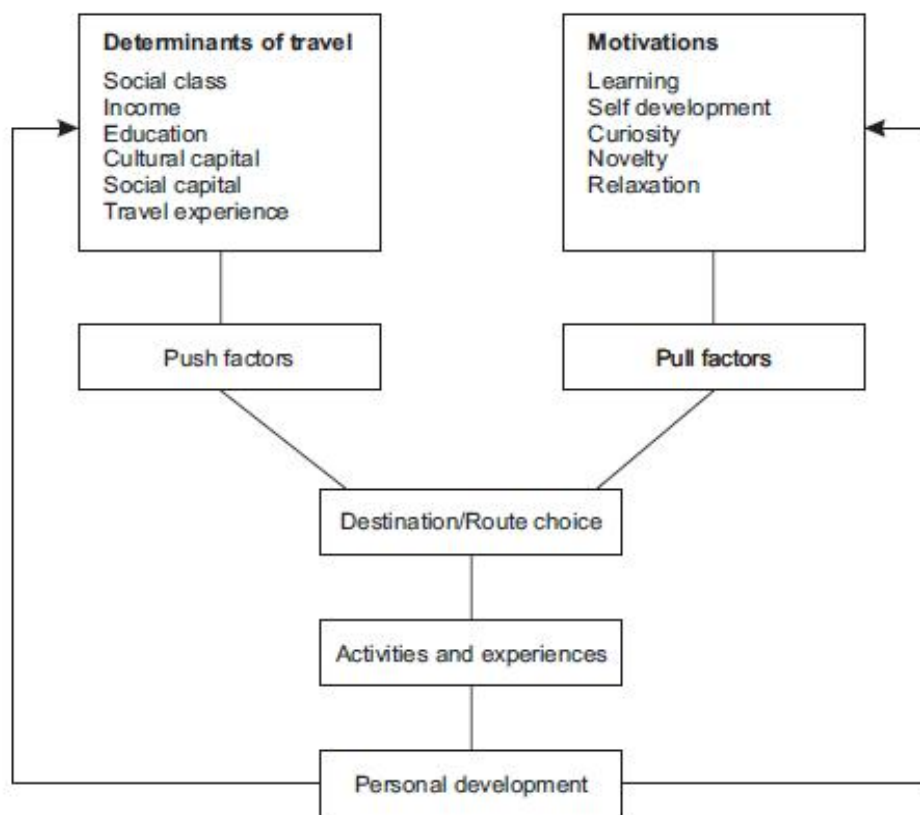 Determinants of travel
Social class
Income
Education
Cultural capital
Social capital
Travel experience
Motivations
Learning
Self development
Curiosity
Novelty
Relaxation
Push factors
Pull factors
Destination/Route choice
Activities and experiences
Personal development